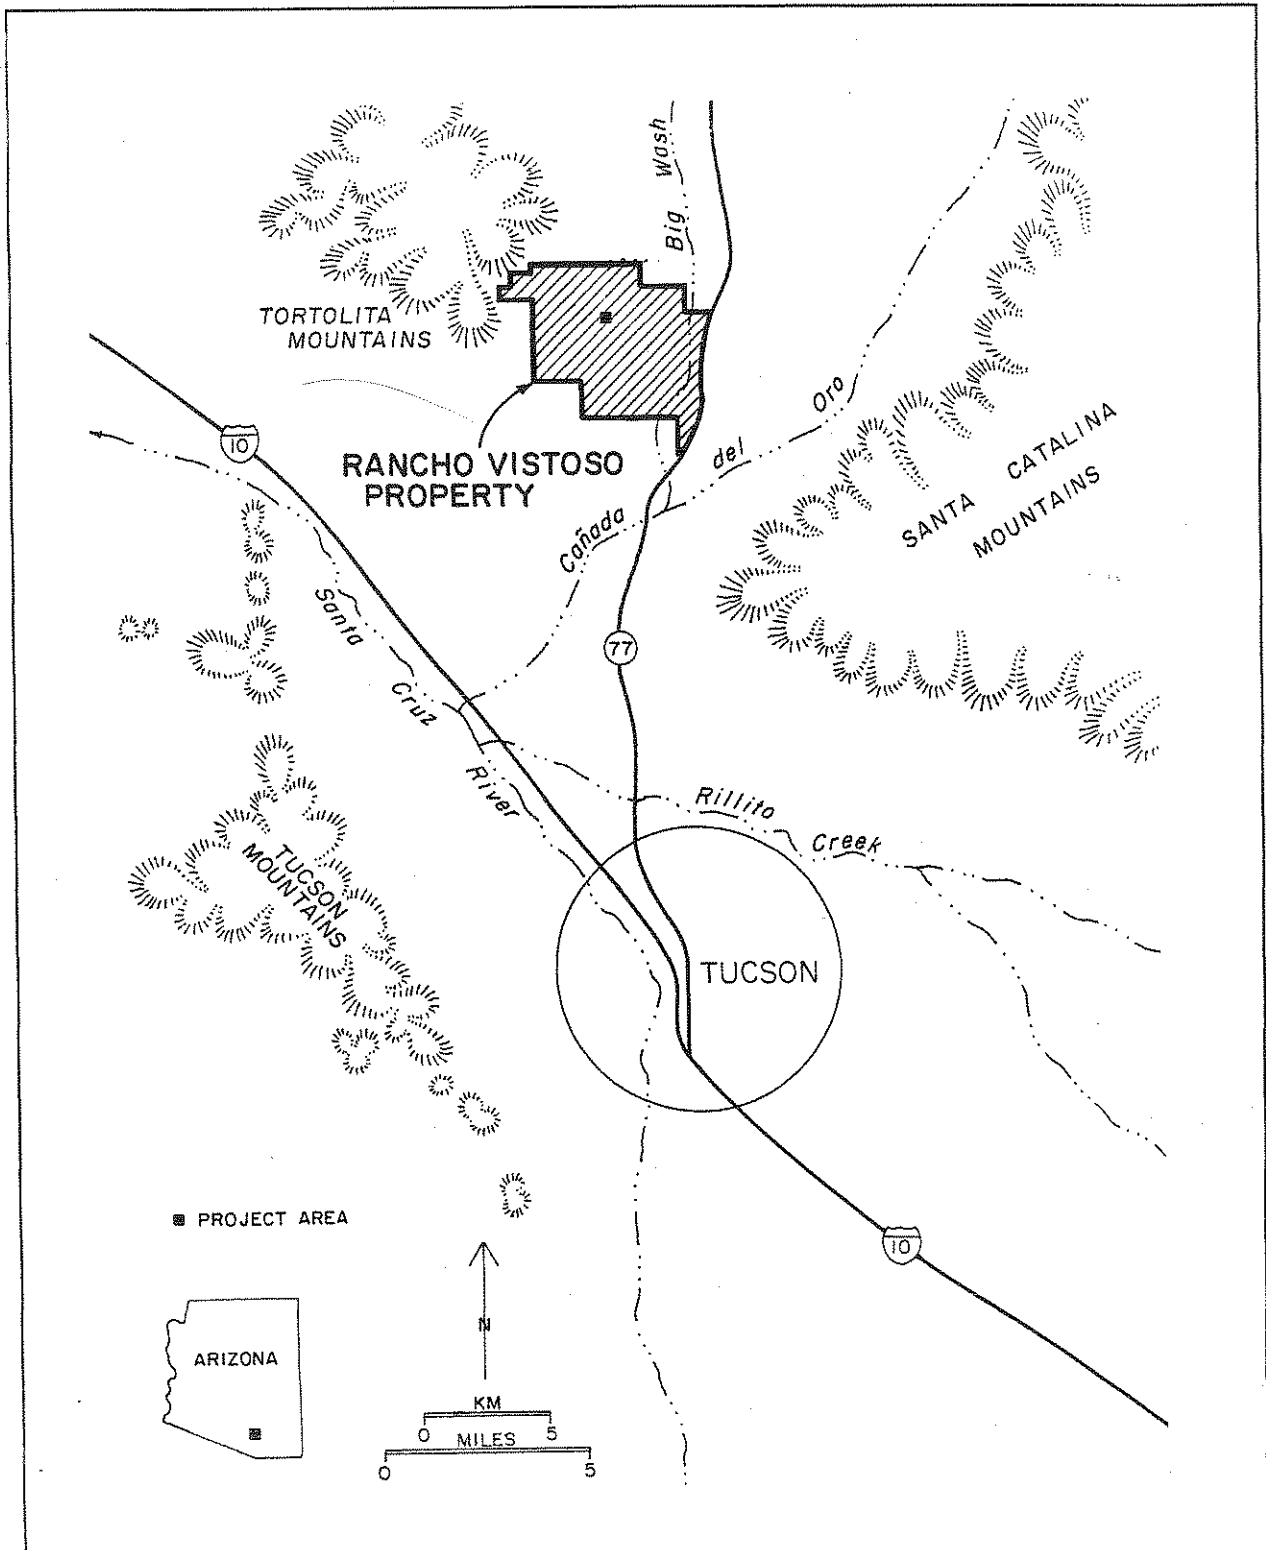 Big Wash
TORTOLITA
MOUNTAINS
10
RANCHO VISTOSO
PROPERTY
Cañada del Oro
SANTA CATALINA
MOUNTAINS
Santa Cruz River
77
Rillito Creek
TUCSON
MOUNTAINS
TUCSON
10
PROJECT AREA
N
ARIZONA
KM
0 5
MILES
0 5